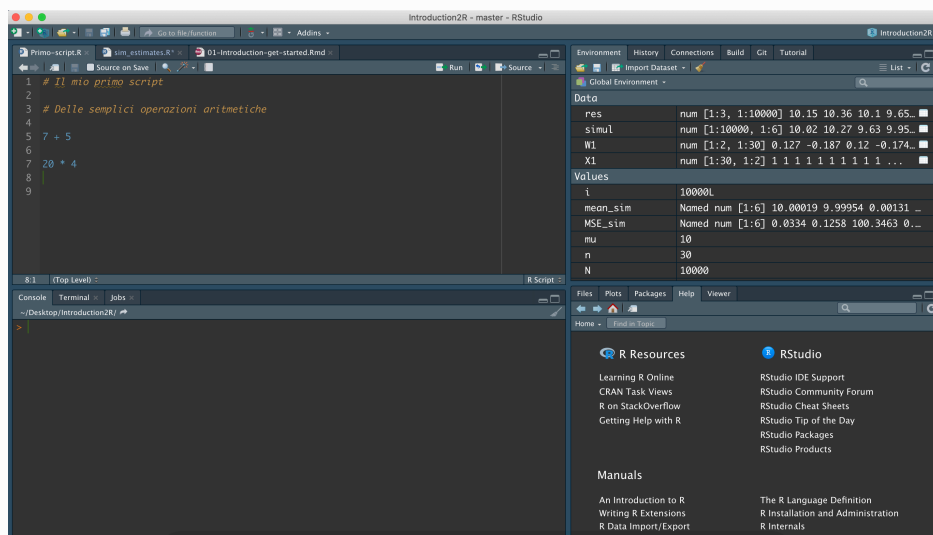 Introduction2R - master - RStudio
Go to file/function
Addins
Introduction2R
Primo-script.R
sim_estimates.R*
01-Introduction-get-started.Rmd
Source on Save
Run
Source
1 # Il mio primo script
2
3 # Delle semplici operazioni aritmetiche
4
5 7 + 5
6
7 20 * 4
8
9
8:1 (Top Level)
R Script
Console Terminal Jobs
~/Desktop/Introduction2R/
>
Environment History Connections Build Git Tutorial
Import Dataset
List
Global Environment
Data
res num [1:3, 1:10000] 10.15 10.36 10.1 9.65…
simul num [1:10000, 1:6] 10.02 10.27 9.63 9.95…
W1 num [1:2, 1:30] 0.127 -0.187 0.12 -0.174…
X1 num [1:30, 1:2] 1 1 1 1 1 1 1 1 1 1 ...
Values
i 10000L
mean_sim Named num [1:6] 10.00019 9.99954 0.00131 …
MSE_sim Named num [1:6] 0.0334 0.1258 100.3463 0.…
mu 10
n 30
N 10000
Files Plots Packages Help Viewer
Home Find in Topic
R Resources
Learning R Online
CRAN Task Views
R on StackOverflow
Getting Help with R
R RStudio
RStudio IDE Support
RStudio Community Forum
RStudio Cheat Sheets
RStudio Tip of the Day
RStudio Packages
RStudio Products
Manuals
An Introduction to R
Writing R Extensions
R Data Import/Export
The R Language Definition
R Installation and Administration
R Internals